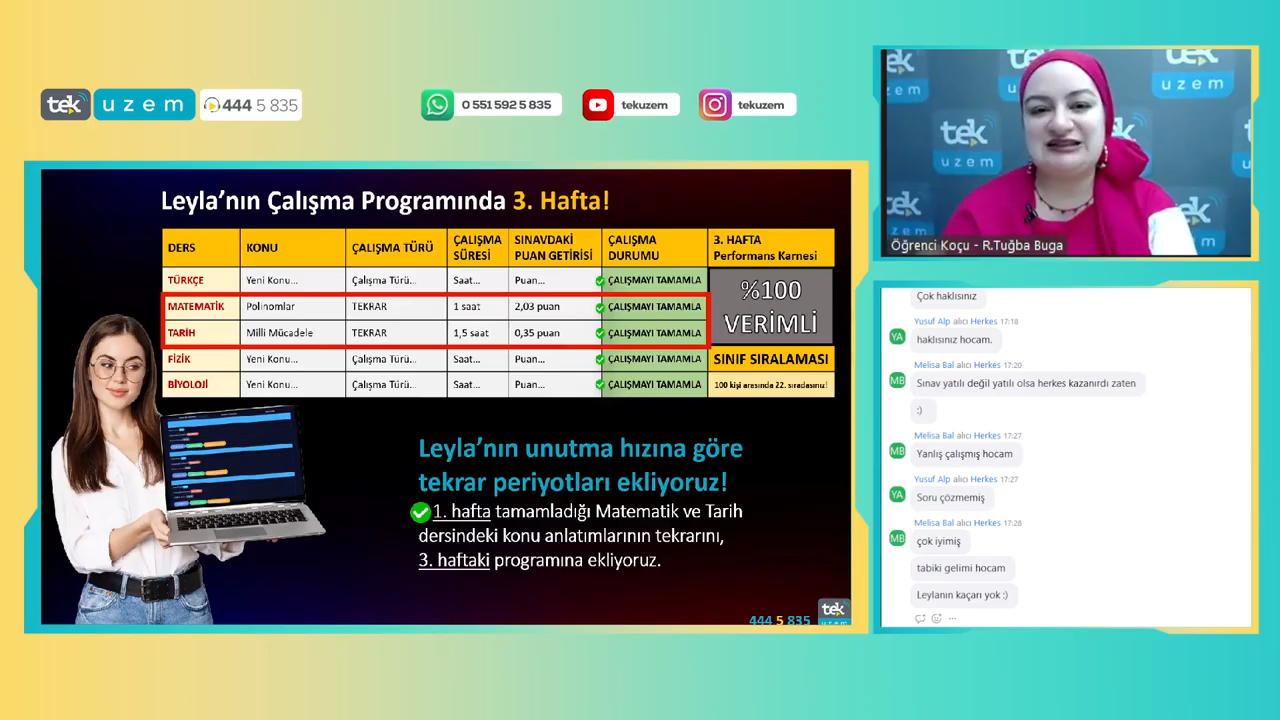 tek uzem 444 5 835
0 551 592 5 835
tekuzem
tekuzem
Leyla’nın Çalışma Programında 3. Hafta!
DERS KONU ÇALIŞMA TÜRÜ ÇALIŞMA SÜRESİ SINAVDAKİ PUAN GETİRİSİ ÇALIŞMA DURUMU 3. HAFTA Performans Karnesi
TÜRKÇE Yeni Konu... Çalışma Türü... Saat... Puan... ÇALIŞMAYI TAMAMLA
MATEMATİK Polinomlar TEKRAR 1 saat 2,03 puan ÇALIŞMAYI TAMAMLA
TARİH Milli Mücadele TEKRAR 1,5 saat 0,35 puan ÇALIŞMAYI TAMAMLA
FİZİK Yeni Konu... Çalışma Türü... Saat... Puan... ÇALIŞMAYI TAMAMLA
BİYOLOJİ Yeni Konu... Çalışma Türü... Saat... Puan... ÇALIŞMAYI TAMAMLA
%100
VERİMLİ
SINIF SIRALAMASI
100 kişi arasında 22. sıradasınız!
Leyla’nın unutma hızına göre
tekrar periyotları ekliyoruz!
1. hafta tamamladığı Matematik ve Tarih
dersindeki konu anlatımlarının tekrarını,
3. haftaki programına ekliyoruz.
tek
uzem
444 5 835
tek
uzem
tek
uzem
Öğrenci Koçu - R.Tuğba Buga
Çok haklısınız
Yusuf Alp alıcı Herkes 17:18
YA haklısınız hocam.
Melisa Bal alıcı Herkes 17:20
MB Sınav yatılı değil yatılı olsa herkes kazanırdı zaten
:)
Melisa Bal alıcı Herkes 17:27
MB Yanlış çalışmış hocam
Yusuf Alp alıcı Herkes 17:27
YA Soru çözmemiş
Melisa Bal alıcı Herkes 17:28
MB çok iyimiş
tabiki gelimi hocam
Leylanın kaçarı yok :)